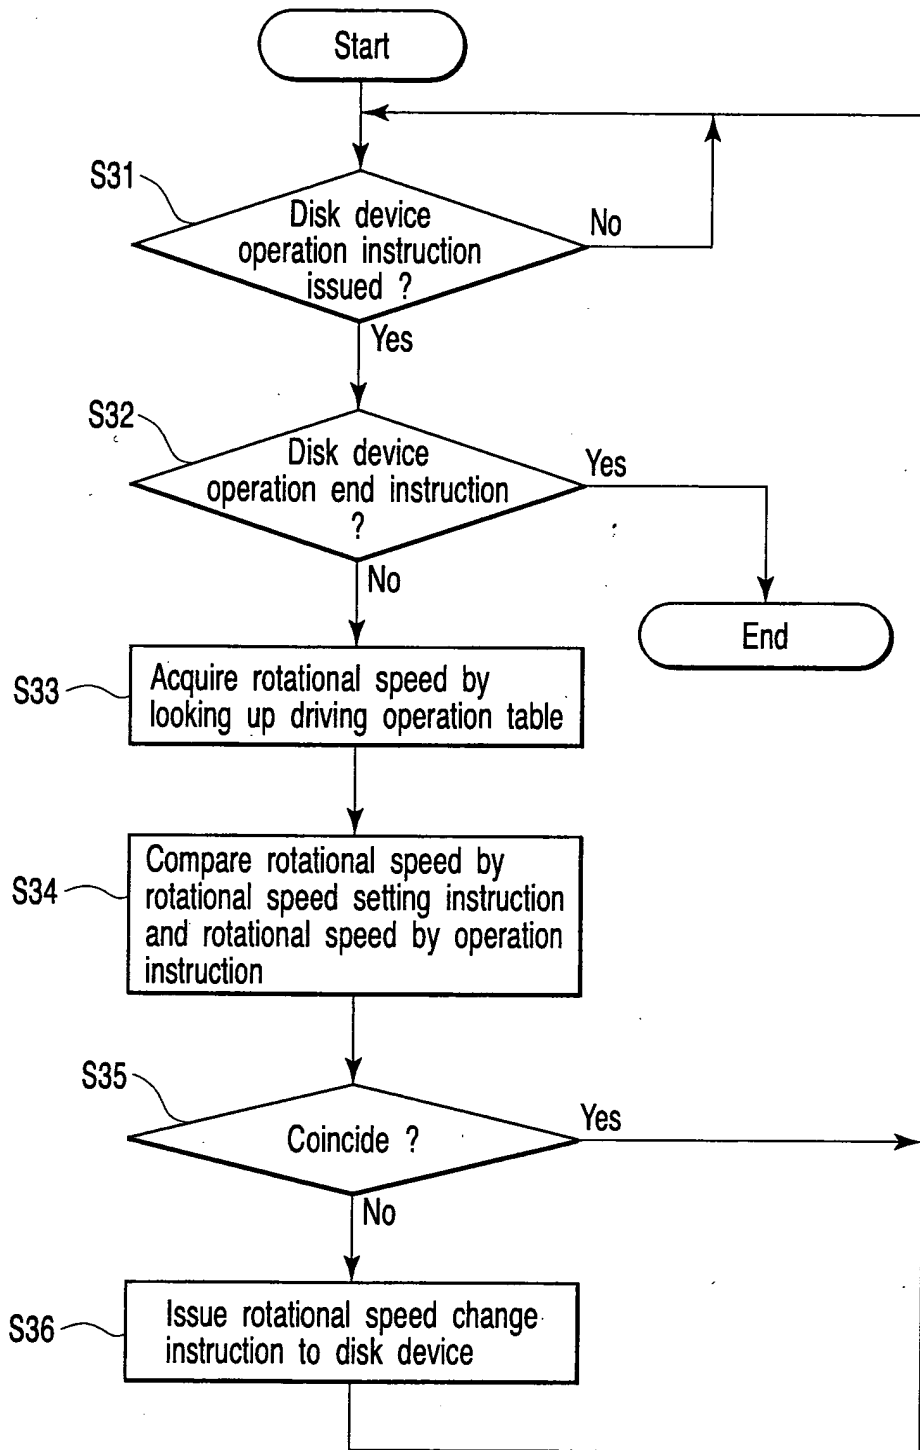 Start
S31
Disk device
operation instruction
issued ?
No
Yes
S32
Disk device
operation end instruction
?
Yes
No
End
S33
Acquire rotational speed by
looking up driving operation table
S34
Compare rotational speed by
rotational speed setting instruction
and rotational speed by operation
instruction
S35
Coincide ?
Yes
No
S36
Issue rotational speed change
instruction to disk device